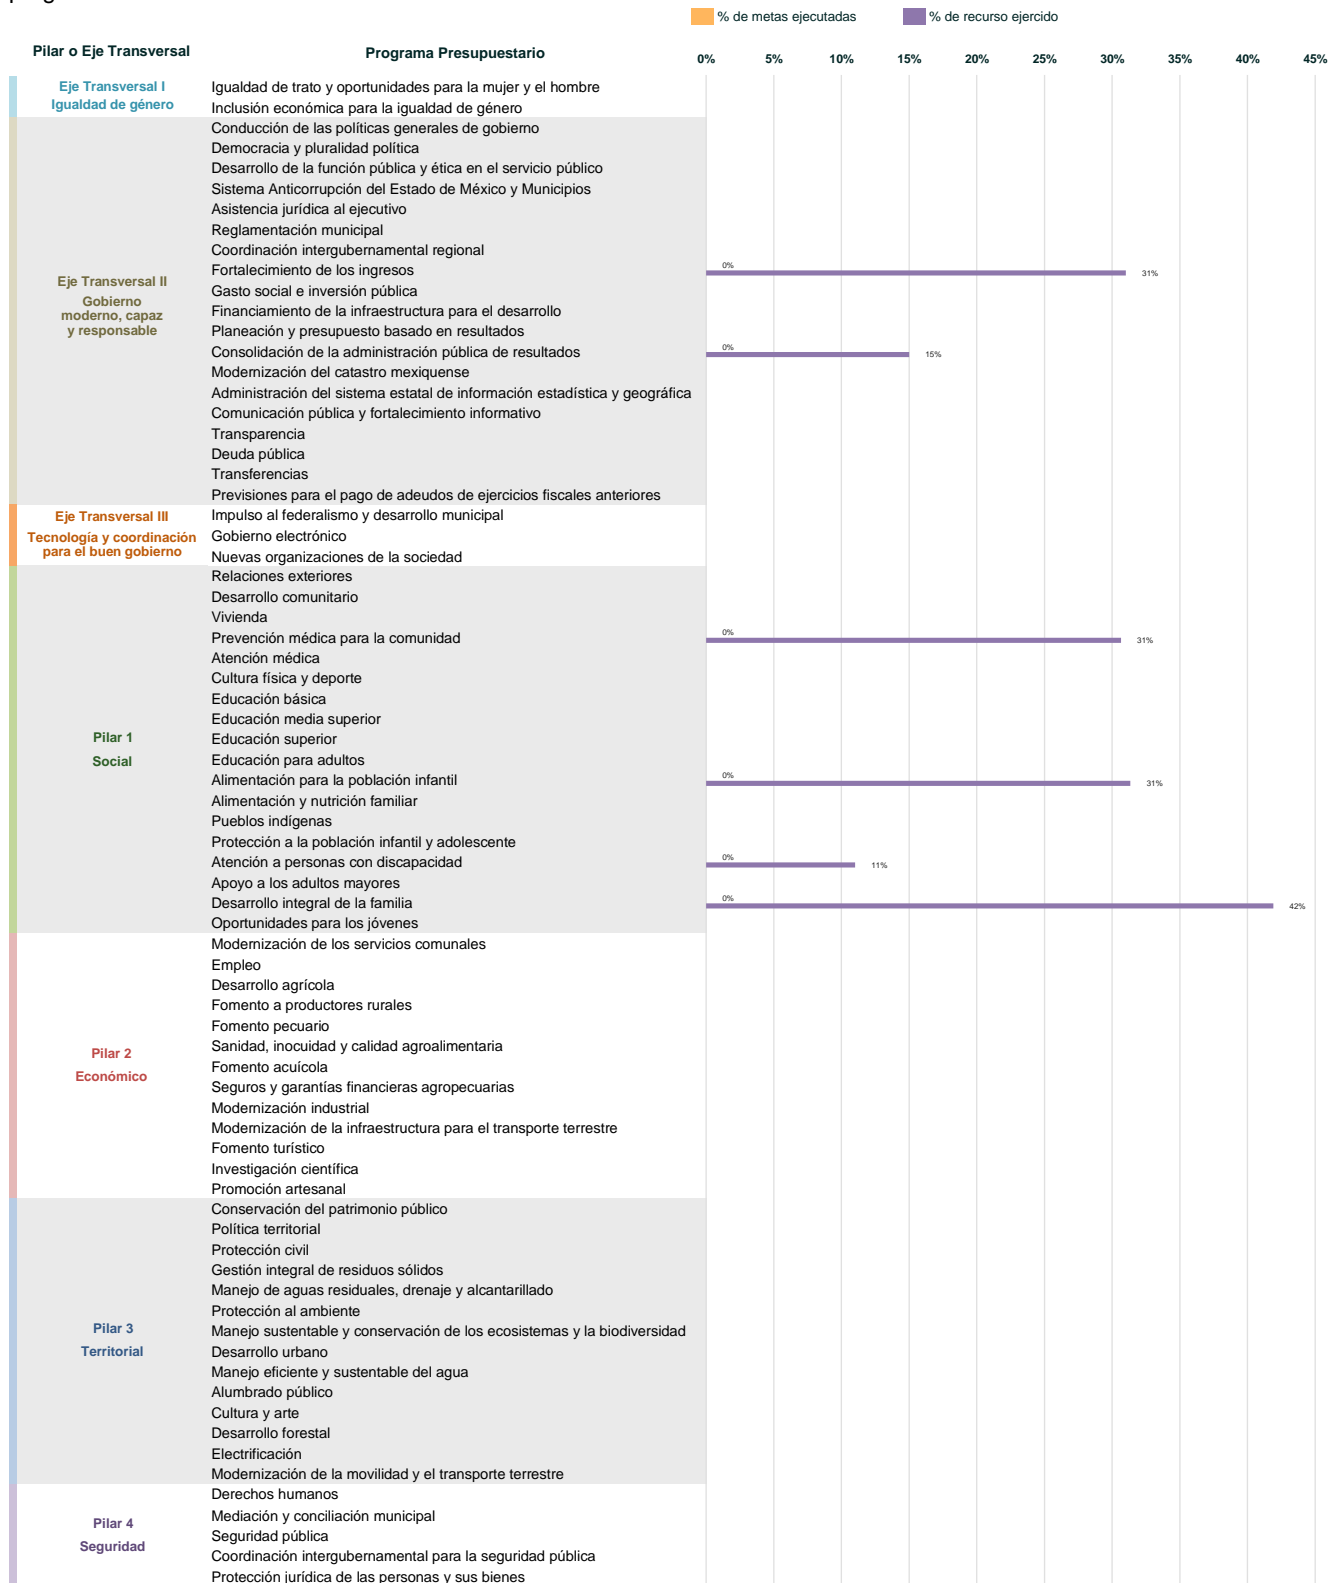 % de metas ejecutadas % de recurso ejercido
Pilar o Eje Transversal Programa Presupuestario 0% 5% 10% 15% 20% 25% 30% 35% 40% 45%
Eje Transversal I
Igualdad de género
Igualdad de trato y oportunidades para la mujer y el hombre
Inclusión económica para la igualdad de género
Eje Transversal II
Gobierno
moderno, capaz
y responsable
Conducción de las políticas generales de gobierno
Democracia y pluralidad política
Desarrollo de la función pública y ética en el servicio público
Sistema Anticorrupción del Estado de México y Municipios
Asistencia jurídica al ejecutivo
Reglamentación municipal
Coordinación intergubernamental regional
Fortalecimiento de los ingresos 0% 31%
Gasto social e inversión pública
Financiamiento de la infraestructura para el desarrollo
Planeación y presupuesto basado en resultados
Consolidación de la administración pública de resultados 0% 15%
Modernización del catastro mexiquense
Administración del sistema estatal de información estadística y geográfica
Comunicación pública y fortalecimiento informativo
Transparencia
Deuda pública
Transferencias
Previsiones para el pago de adeudos de ejercicios fiscales anteriores
Eje Transversal III
Tecnología y coordinación
para el buen gobierno
Impulso al federalismo y desarrollo municipal
Gobierno electrónico
Nuevas organizaciones de la sociedad
Pilar 1
Social
Relaciones exteriores
Desarrollo comunitario
Vivienda
Prevención médica para la comunidad 0% 31%
Atención médica
Cultura física y deporte
Educación básica
Educación media superior
Educación superior
Educación para adultos
Alimentación para la población infantil 0% 31%
Alimentación y nutrición familiar
Pueblos indígenas
Protección a la población infantil y adolescente
Atención a personas con discapacidad 0% 11%
Apoyo a los adultos mayores
Desarrollo integral de la familia 0% 42%
Oportunidades para los jóvenes
Pilar 2
Económico
Modernización de los servicios comunales
Empleo
Desarrollo agrícola
Fomento a productores rurales
Fomento pecuario
Sanidad, inocuidad y calidad agroalimentaria
Fomento acuícola
Seguros y garantías financieras agropecuarias
Modernización industrial
Modernización de la infraestructura para el transporte terrestre
Fomento turístico
Investigación científica
Promoción artesanal
Pilar 3
Territorial
Conservación del patrimonio público
Política territorial
Protección civil
Gestión integral de residuos sólidos
Manejo de aguas residuales, drenaje y alcantarillado
Protección al ambiente
Manejo sustentable y conservación de los ecosistemas y la biodiversidad
Desarrollo urbano
Manejo eficiente y sustentable del agua
Alumbrado público
Cultura y arte
Desarrollo forestal
Electrificación
Modernización de la movilidad y el transporte terrestre
Pilar 4
Seguridad
Derechos humanos
Mediación y conciliación municipal
Seguridad pública
Coordinación intergubernamental para la seguridad pública
Protección jurídica de las personas y sus bienes